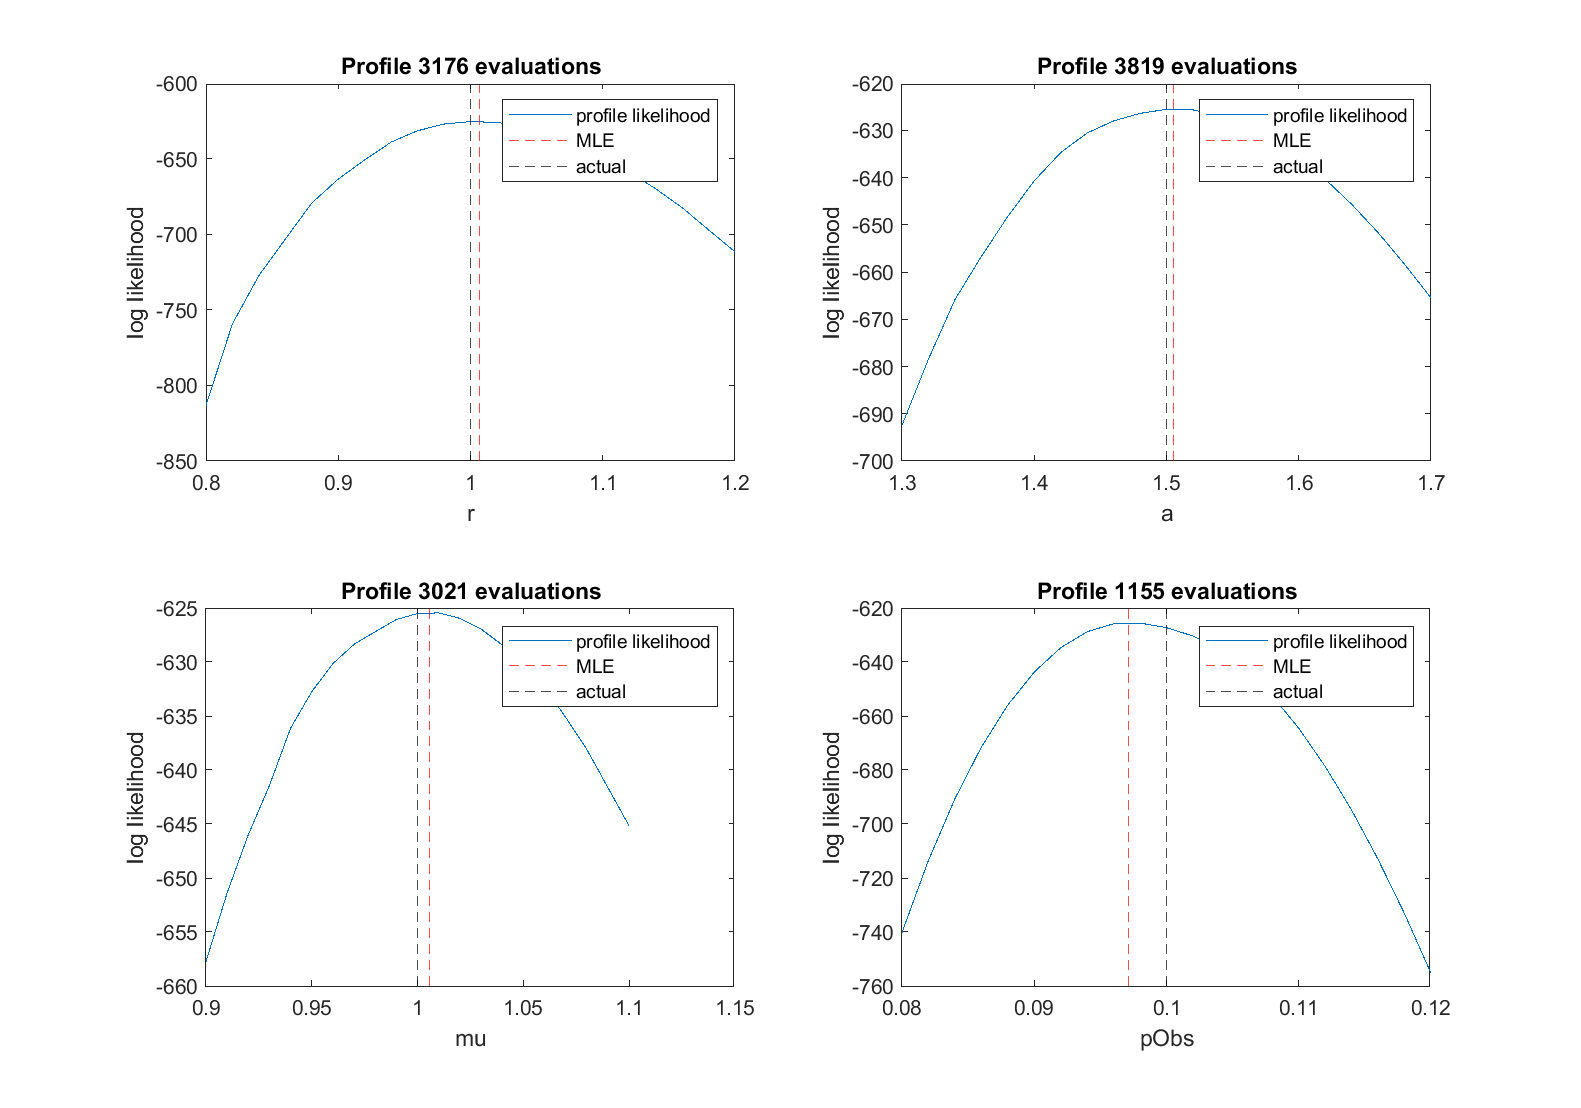 Profile 3176 evaluations
-600
-650
-700
-750
-800
-850
log likelihood
profile likelihood
MLE
actual
0.8 0.9 1 1.1 1.2
r
Profile 3819 evaluations
-620
-630
-640
-650
-660
-670
-680
-690
-700
log likelihood
profile likelihood
MLE
actual
1.3 1.4 1.5 1.6 1.7
a
Profile 3021 evaluations
-625
-630
-635
-640
-645
-650
-655
-660
log likelihood
profile likelihood
MLE
actual
0.9 0.95 1 1.05 1.1 1.15
mu
Profile 1155 evaluations
-620
-640
-660
-680
-700
-720
-740
-760
log likelihood
profile likelihood
MLE
actual
0.08 0.09 0.1 0.11 0.12
pObs